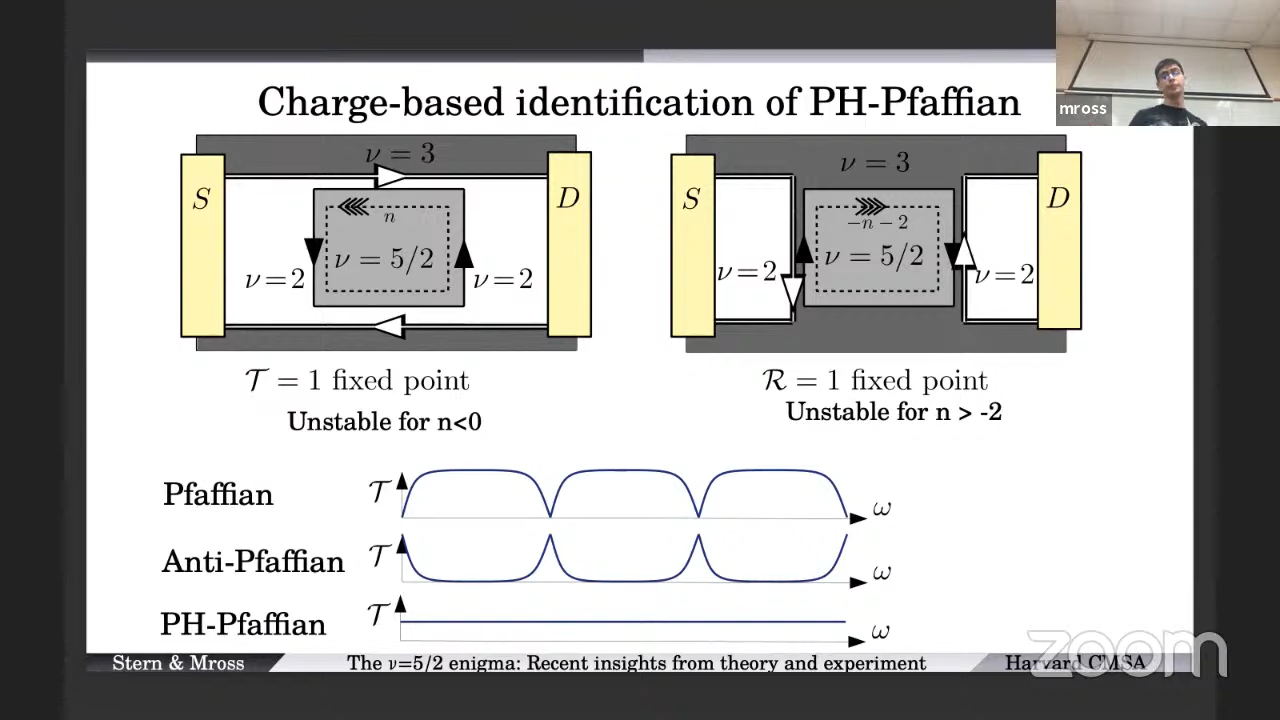 Charge-based identification of PH-Pfaffian
mross
ν = 3
S
D
n
ν = 5/2
ν = 2
ν = 2
ν = 3
S
D
−n − 2
ν = 5/2
ν = 2
ν = 2
𝒯 = 1 fixed point
Unstable for n<0
ℛ = 1 fixed point
Unstable for n > -2
Pfaffian
𝒯
ω
Anti-Pfaffian
𝒯
ω
PH-Pfaffian
𝒯
ω
Stern & Mross
The ν=5/2 enigma: Recent insights from theory and experiment
Harvard CMSA
zoom